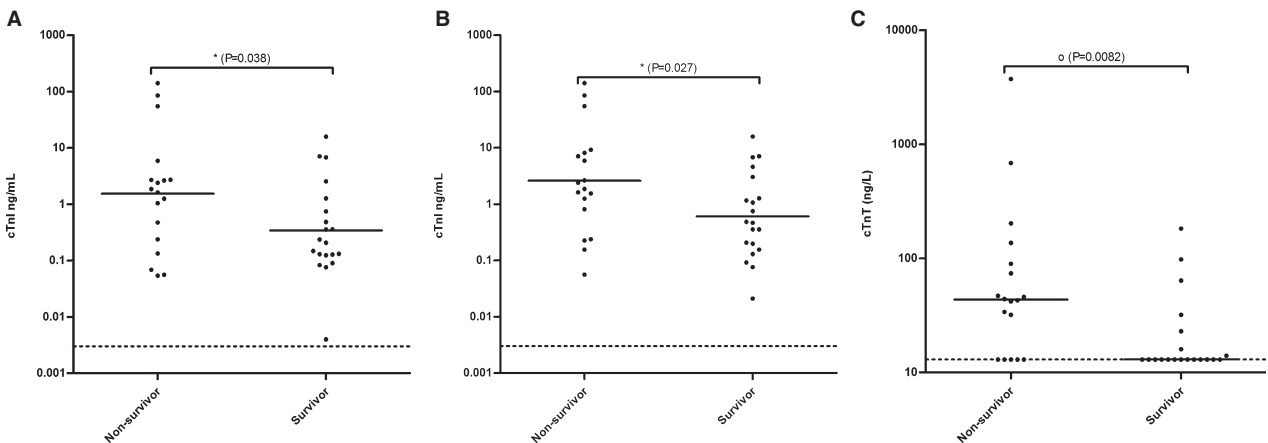 A
1000
100
10
1
0.1
0.01
0.001
cTnI ng/mL
* (P=0.038)
Non-survivor
Survivor
B
1000
100
10
1
0.1
0.01
0.001
cTnI ng/mL
* (P=0.027)
Non-survivor
Survivor
C
10000
1000
100
10
cTnT (ng/L)
o (P=0.0082)
Non-survivor
Survivor